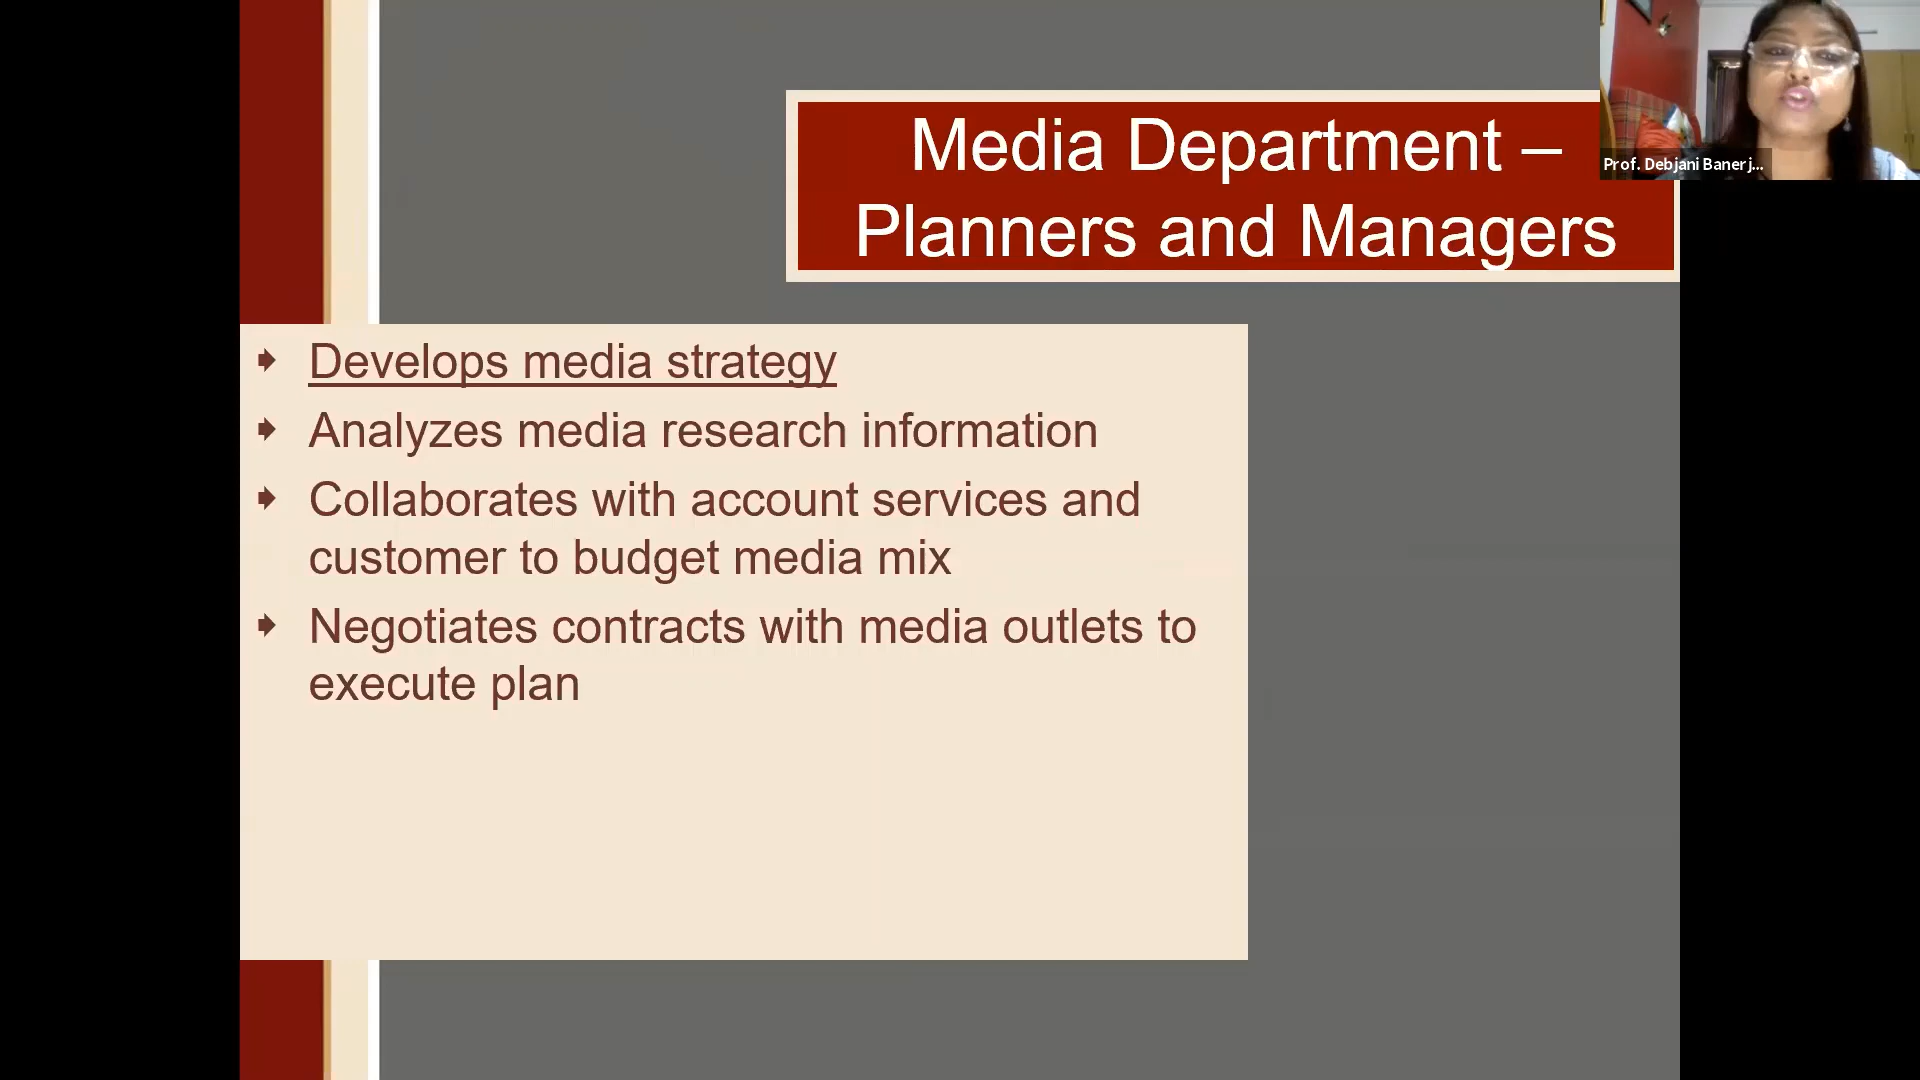 Media Department –
Planners and Managers
Prof. Debjani Banerj...
Develops media strategy
Analyzes media research information
Collaborates with account services and
customer to budget media mix
Negotiates contracts with media outlets to
execute plan